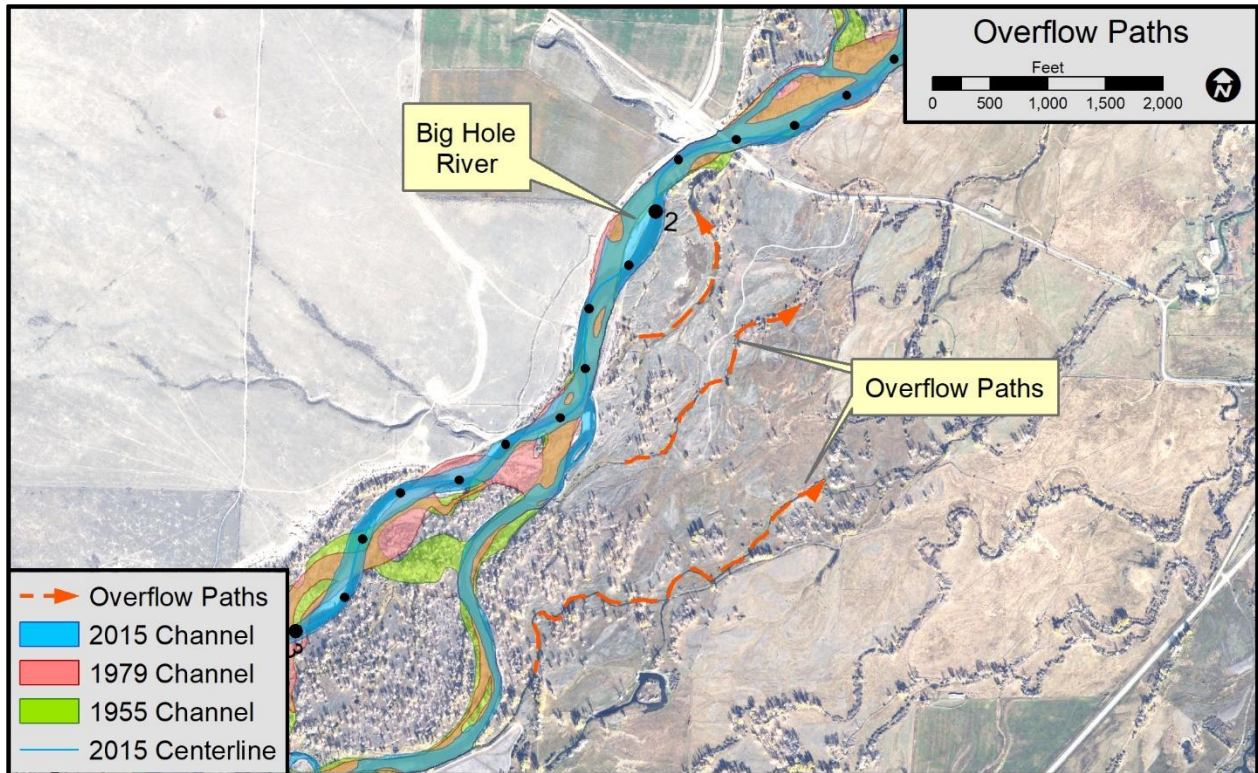 Overflow Paths
Feet
0 500 1,000 1,500 2,000
N
Big Hole
River
2
Overflow Paths
3
Overflow Paths
2015 Channel
1979 Channel
1955 Channel
2015 Centerline